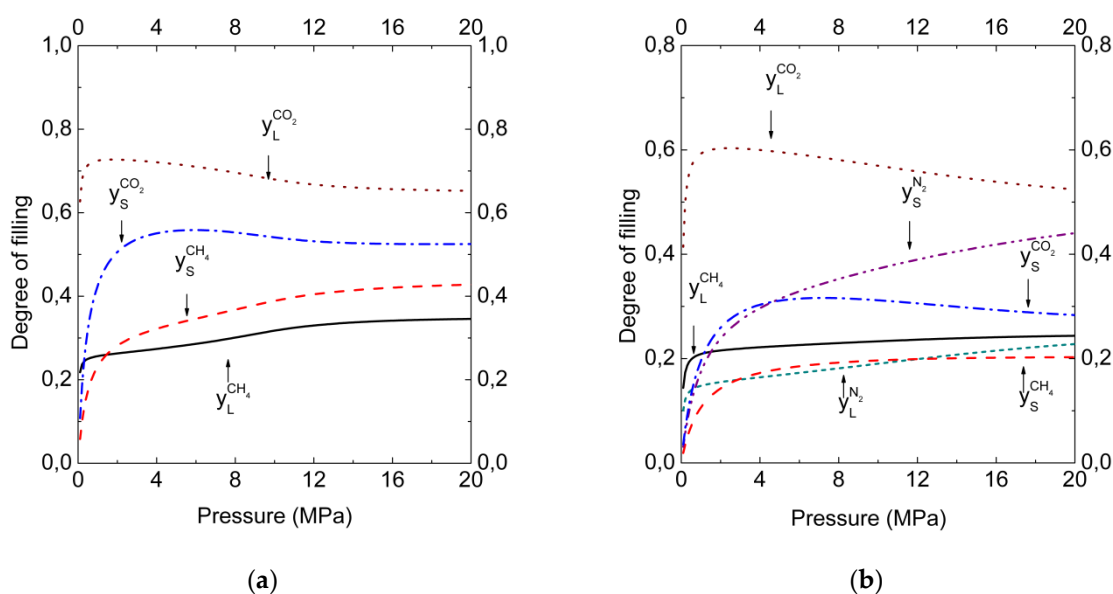 0 4 8 12 16 20
1,0 1,0
0,8 0,8
0,6 0,6
0,4 0,4
0,2 0,2
0,0 0,0
0 4 8 12 16 20
Degree of filling
Pressure (MPa)
y_L^CO₂
y_S^CO₂
y_S^CH₄
y_L^CH₄
(a)
0 4 8 12 16 20
0,8 0,8
0,6 0,6
0,4 0,4
0,2 0,2
0,0 0,0
0 4 8 12 16 20
Degree of filling
Pressure (MPa)
y_L^CO₂
y_S^N₂
y_S^CO₂
y_L^CH₄
y_L^N₂
y_S^CH₄
(b)